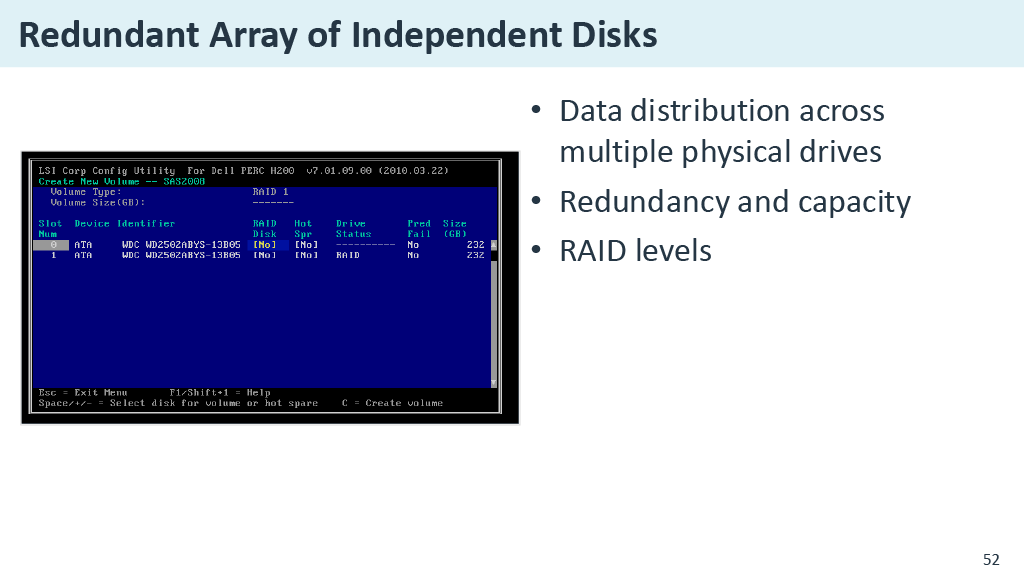 Redundant Array of Independent Disks
LSI Corp Config Utility For Dell PERC H200 v7.01.09.00 (2010.03.22)
Create New Volume -- SAS2008
Volume Type: RAID 1
Volume Size(GB): -------
Slot Device Identifier RAID Hot Drive Pred Size
Num Disk Spr Status Fail (GB)
0 ATA WDC WD2502ABYS-13B05 [No] [No] ---------- No 232
1 ATA WDC WD2502ABYS-13B05 [No] [No] RAID No 232
Esc = Exit Menu F1/Shift+1 = Help
Space/+/- = Select disk for volume or hot spare C = Create volume
• Data distribution across
multiple physical drives
• Redundancy and capacity
• RAID levels
52